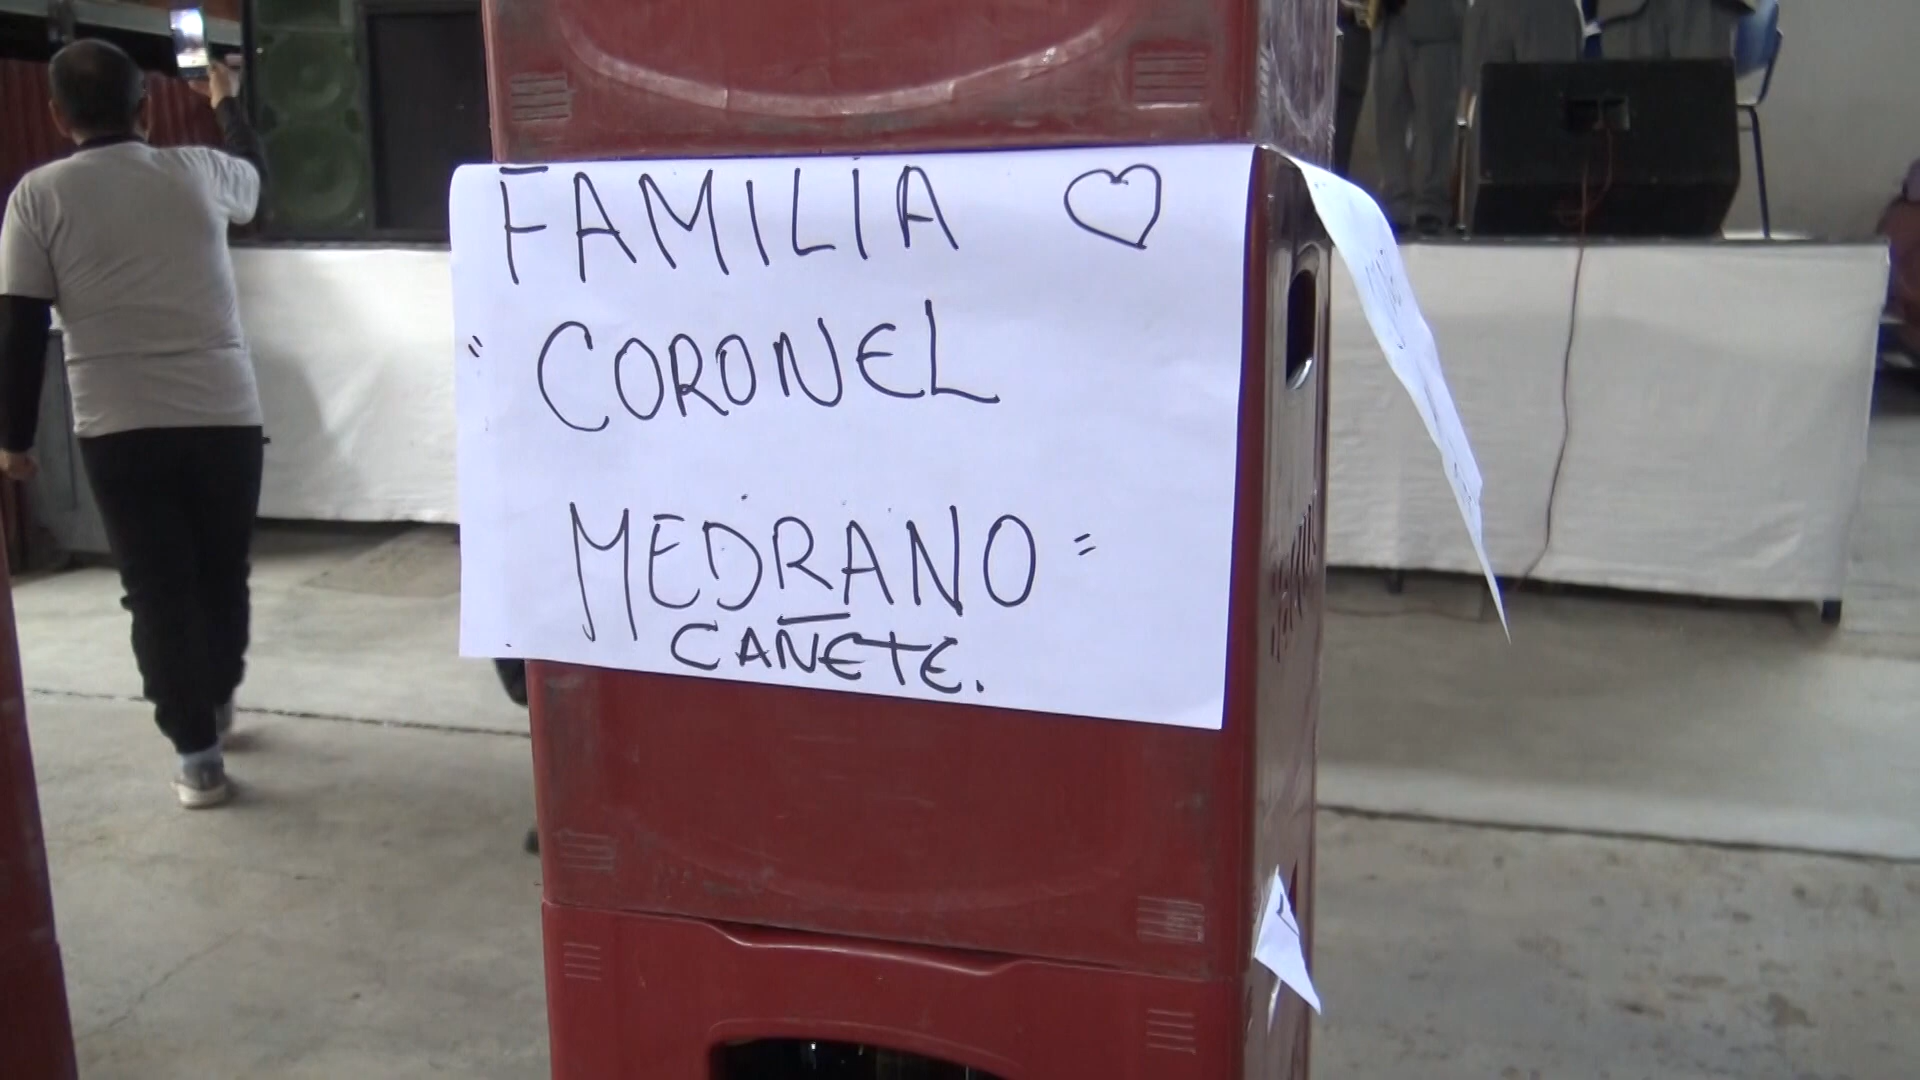 FAMILIA ♡
" CORONEL
MEDRANO "
CAÑETE.